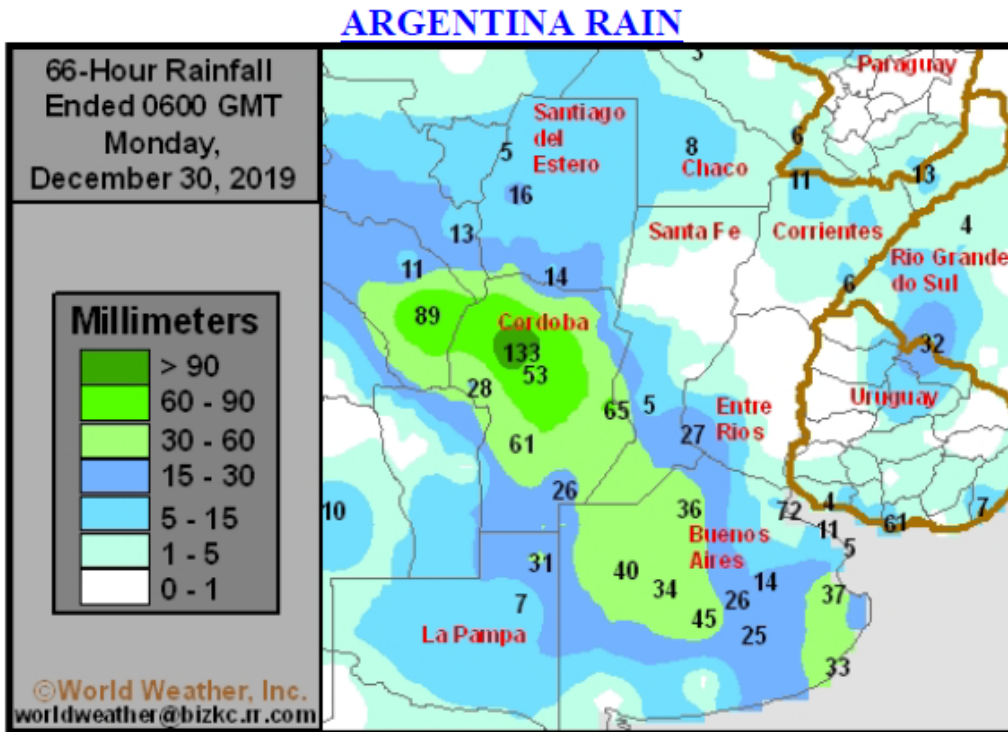 ARGENTINA RAIN
66-Hour Rainfall
Ended 0600 GMT
Monday,
December 30, 2019
Millimeters
> 90
60 - 90
30 - 60
15 - 30
5 - 15
1 - 5
0 - 1
©World Weather, Inc.
worldweather@bizkc.rr.com
3
Paraguay
Santiago
del
Estero
5
6
8
Chaco
11
13
16
4
13
Santa Fe
Corrientes
Rio Grande
do Sul
11
14
6
89
Cordoba
133
32
53
28
Uruguay
65
5
Entre
Rios
27
61
26
10
36
72
4
61
7
11
Buenos
Aires
5
31
40
34
14
37
7
26
45
25
La Pampa
33